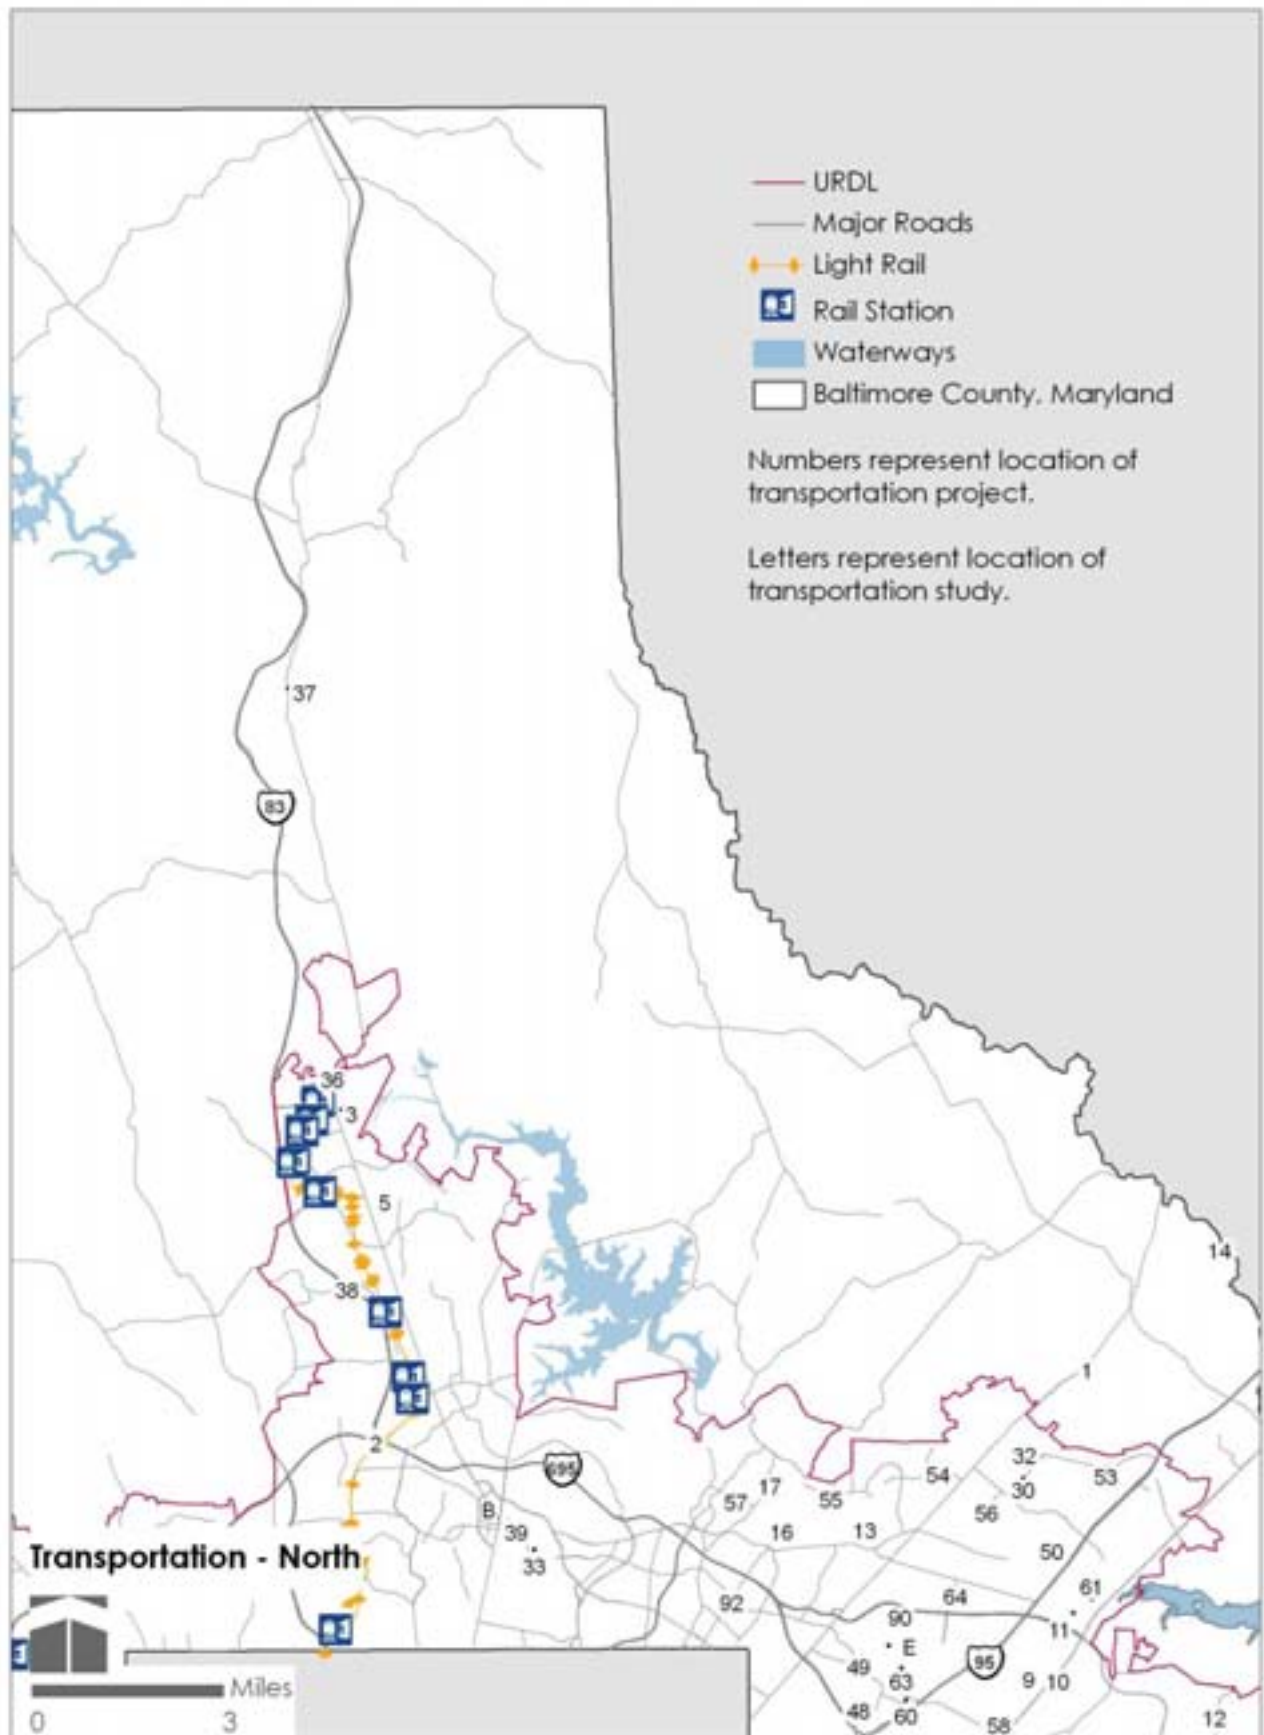 URDL
Major Roads
Light Rail
Rail Station
Waterways
Baltimore County, Maryland
Numbers represent location of
transportation project.
Letters represent location of
transportation study.
37
83
36
3
5
14
38
1
2
695
32
54
53
17
30
57
55
B
56
39
16
13
50
33
Transportation - North
61
64
92
90
11
E
49
95
63
9 10
48
60
58
12
Miles
0 3